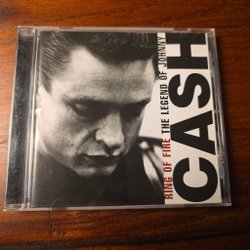 RING OF FIRE THE LEGEND OF JOHNNY
CASH